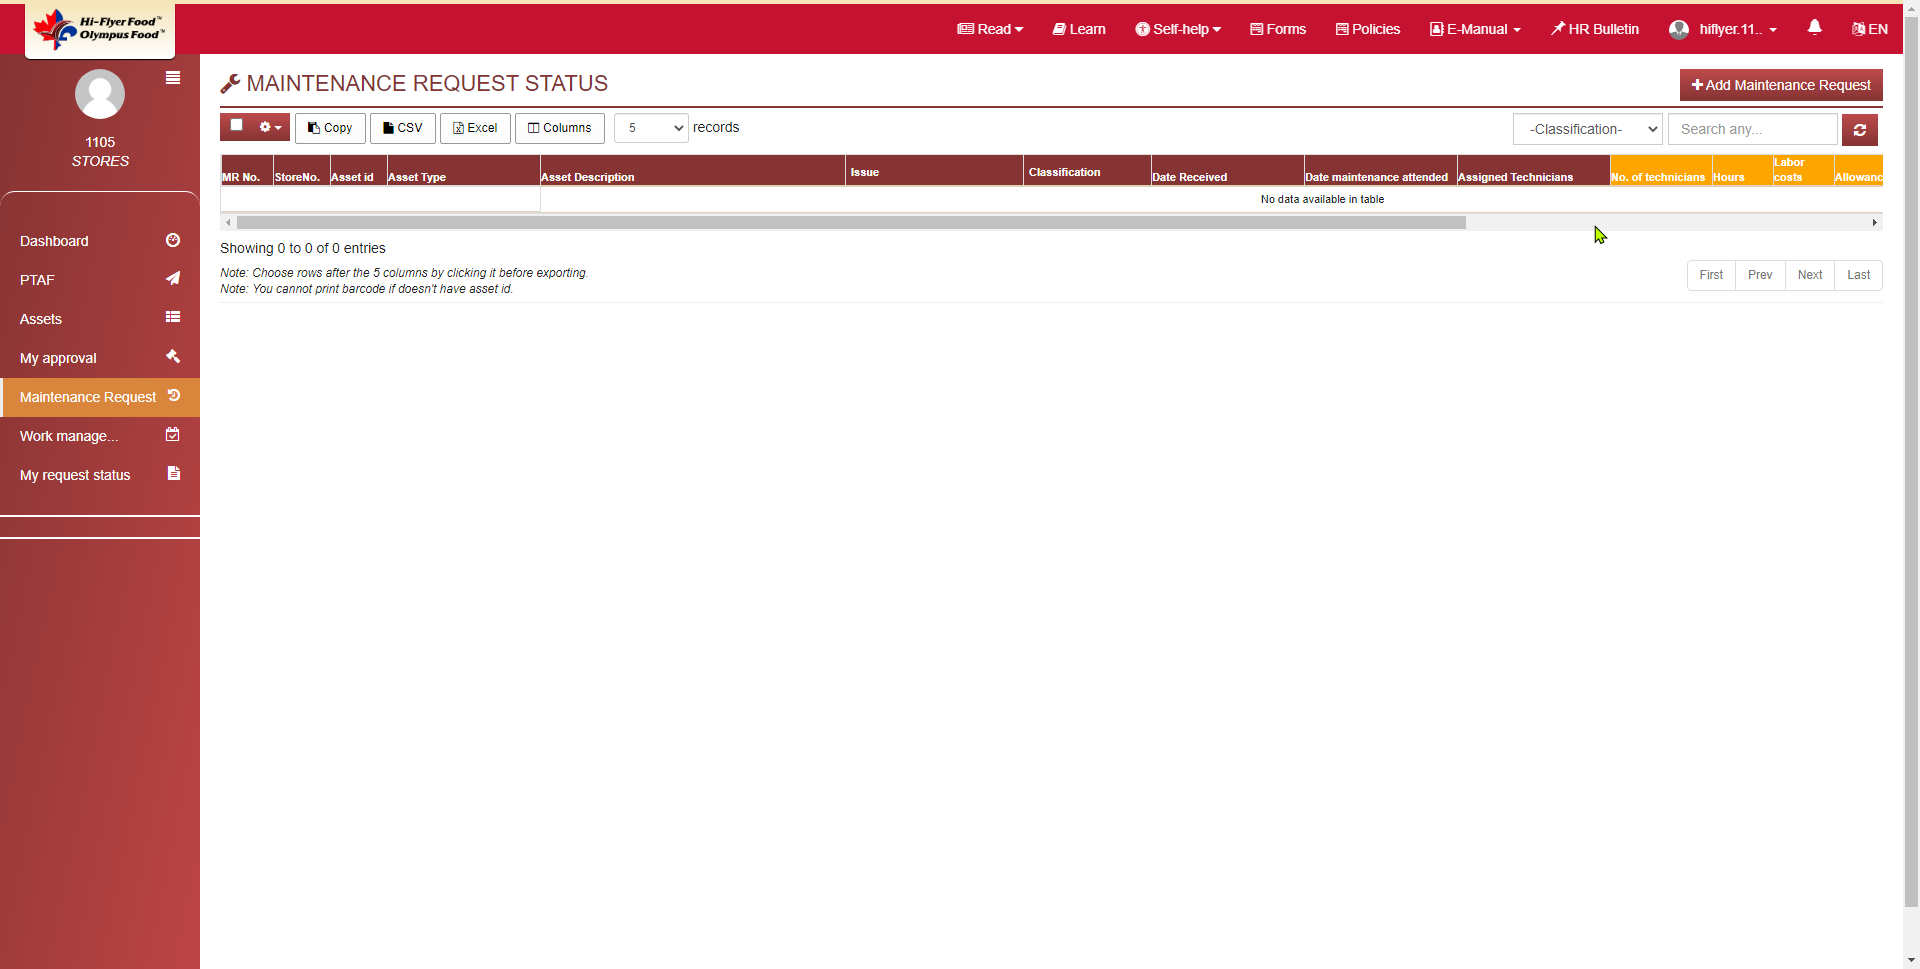 Hi-Flyer Food™
Olympus Food™
Read
Learn
Self-help
Forms
Policies
E-Manual
HR Bulletin
hiflyer.11..
EN
1105
STORES
Dashboard
PTAF
Assets
My approval
Maintenance Request
Work manage...
My request status
MAINTENANCE REQUEST STATUS
Add Maintenance Request
Copy
CSV
Excel
Columns
5
records
-Classification-
Search any...
MR No.
StoreNo.
Asset id
Asset Type
Asset Description
Issue
Classification
Date Received
Date maintenance attended
Assigned Technicians
No. of technicians
Hours
Labor
costs
Allowanc
No data available in table
Showing 0 to 0 of 0 entries
Note: Choose rows after the 5 columns by clicking it before exporting.
Note: You cannot print barcode if doesn't have asset id.
First
Prev
Next
Last